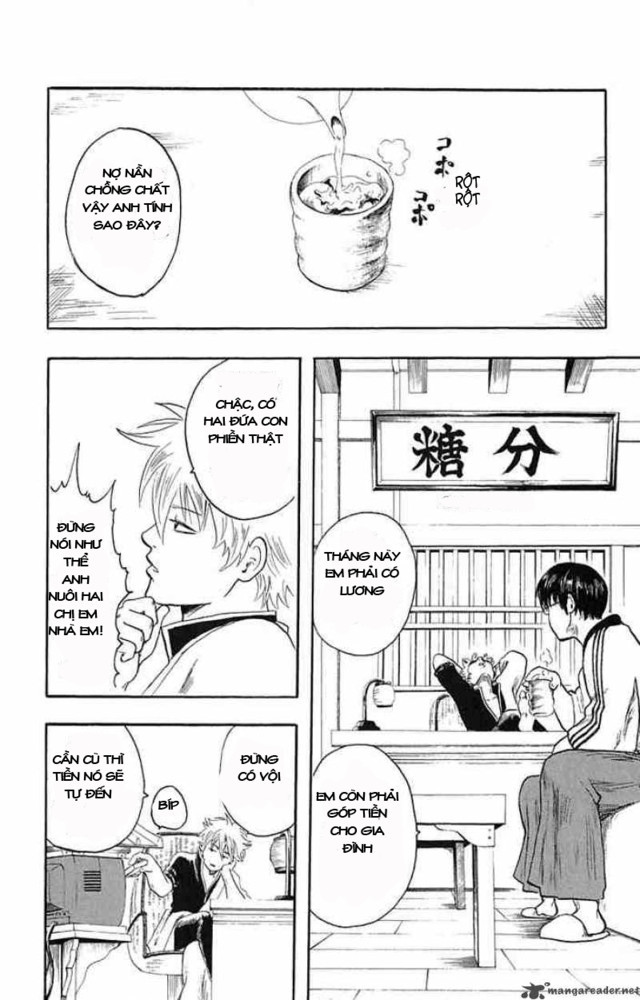 NỢ NẦN
CHỒNG CHẤT
VẬY ANH TÍNH
SAO ĐÂY?
コポ
コポ
RỘT
RỘT
糖分
THÁNG NÀY
EM PHẢI CÓ
LƯƠNG
EM CÒN PHẢI
GÓP TIỀN
CHO GIA
ĐÌNH
CHẬC, CÓ
HAI ĐỨA CON
PHIỀN THẬT
ĐỪNG
NÓI NHƯ
THỂ
ANH
NUÔI HAI
CHỊ EM
NHÀ EM!
ĐỪNG
CÓ VỘI
BÍP
CẦN CÙ THÌ
TIỀN NÓ SẼ
TỰ ĐẾN
mangareader.net